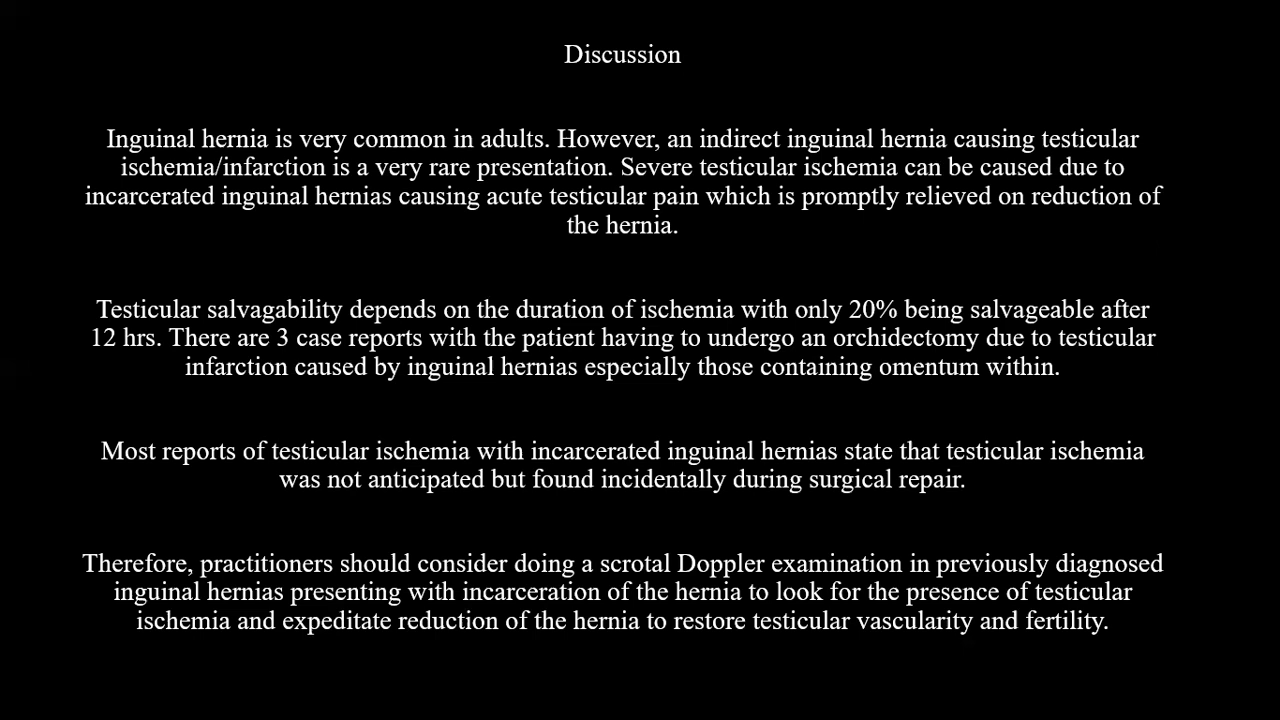 Discussion
Inguinal hernia is very common in adults. However, an indirect inguinal hernia causing testicular
ischemia/infarction is a very rare presentation. Severe testicular ischemia can be caused due to
incarcerated inguinal hernias causing acute testicular pain which is promptly relieved on reduction of
the hernia.
Testicular salvagability depends on the duration of ischemia with only 20% being salvageable after
12 hrs. There are 3 case reports with the patient having to undergo an orchidectomy due to testicular
infarction caused by inguinal hernias especially those containing omentum within.
Most reports of testicular ischemia with incarcerated inguinal hernias state that testicular ischemia
was not anticipated but found incidentally during surgical repair.
Therefore, practitioners should consider doing a scrotal Doppler examination in previously diagnosed
inguinal hernias presenting with incarceration of the hernia to look for the presence of testicular
ischemia and expeditate reduction of the hernia to restore testicular vascularity and fertility.